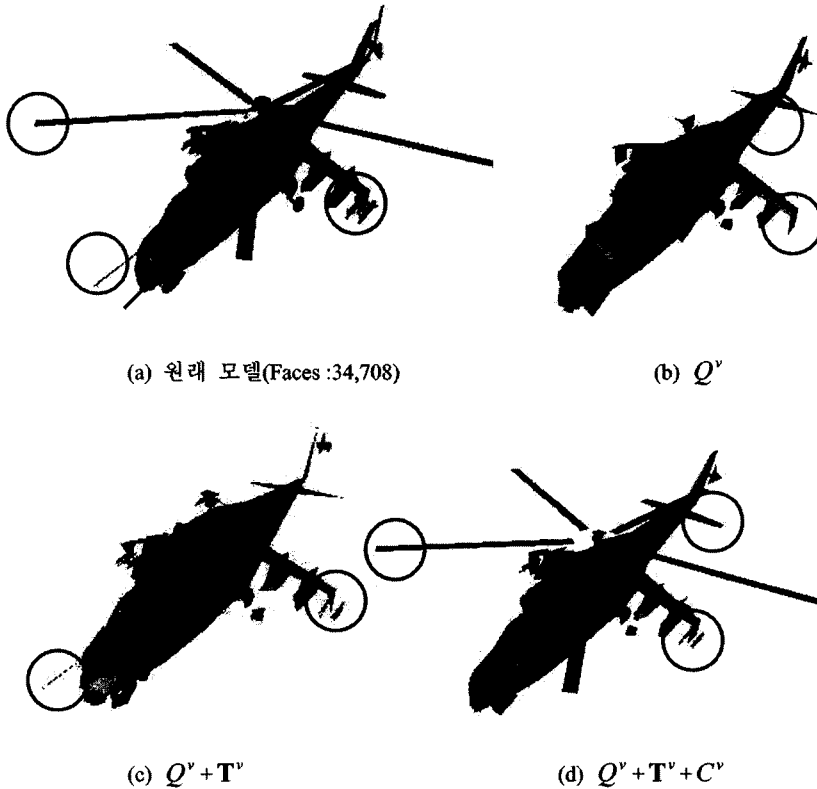 (a) 원래 모델(Faces :34,708)
(b) Qᵛ
(c) Qᵛ + Tᵛ
(d) Qᵛ + Tᵛ + Cᵛ